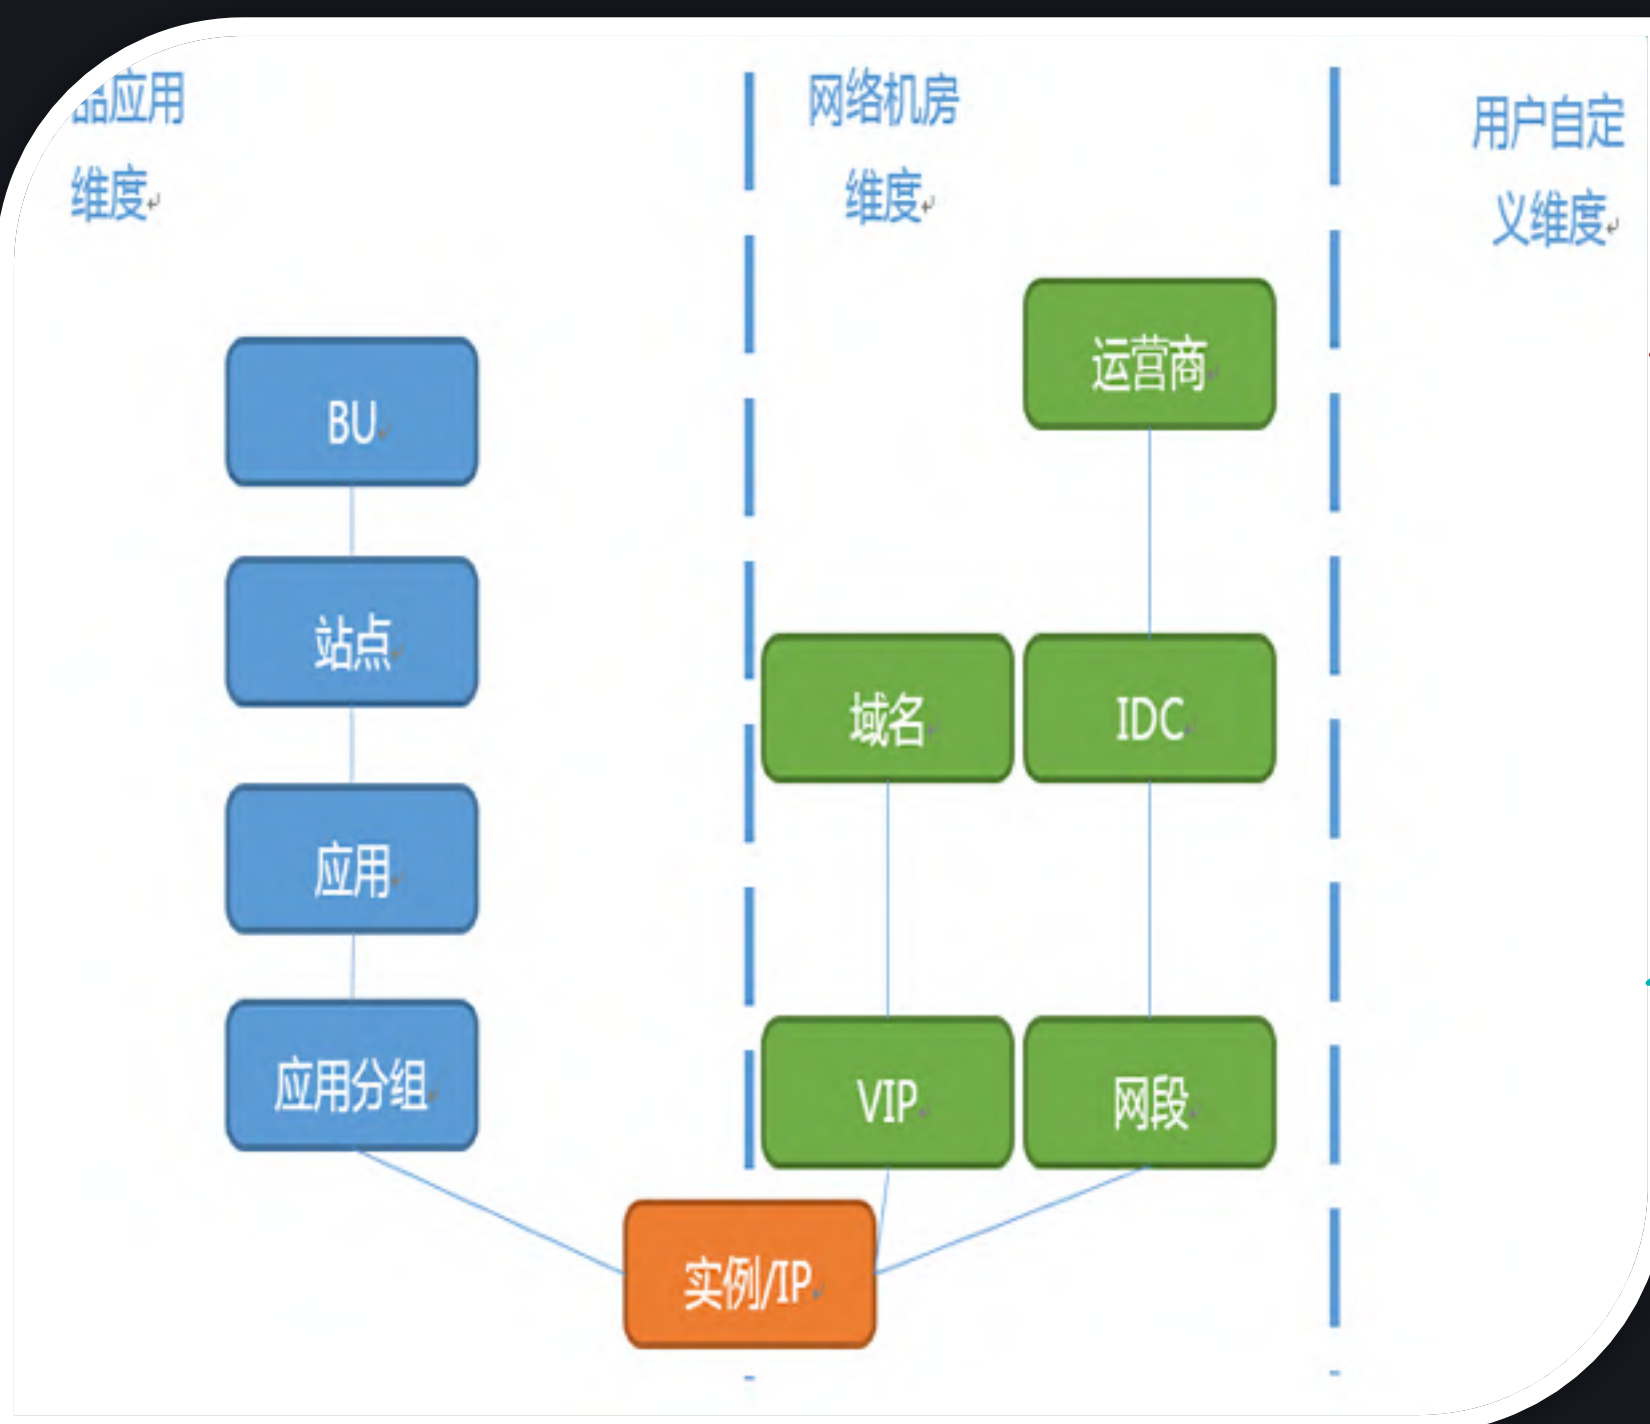 品应用
维度
网络机房
维度
用户自定
义维度
运营商
BU
站点
域名
IDC
应用
应用分组
VIP
网段
实例/IP